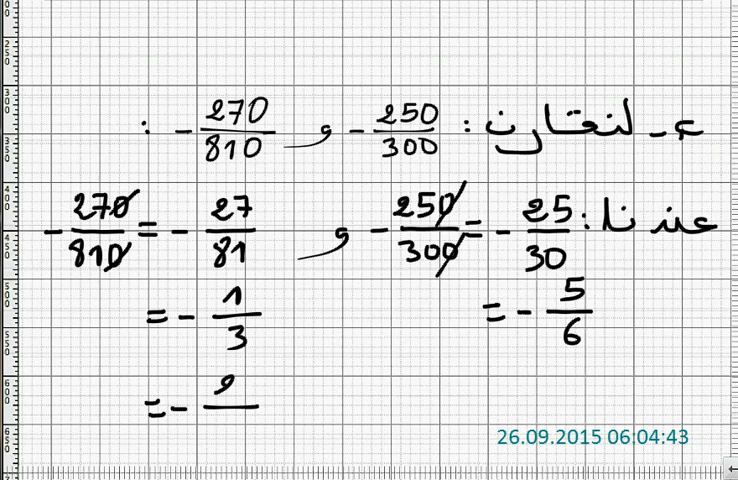 ـ لنقارن : -250/300 و -270/810 :
عندنا : -250/300 = -25/30 و -270/810 = -27/81
= -5/6 = -1/3
= -
26.09.2015 06:04:43